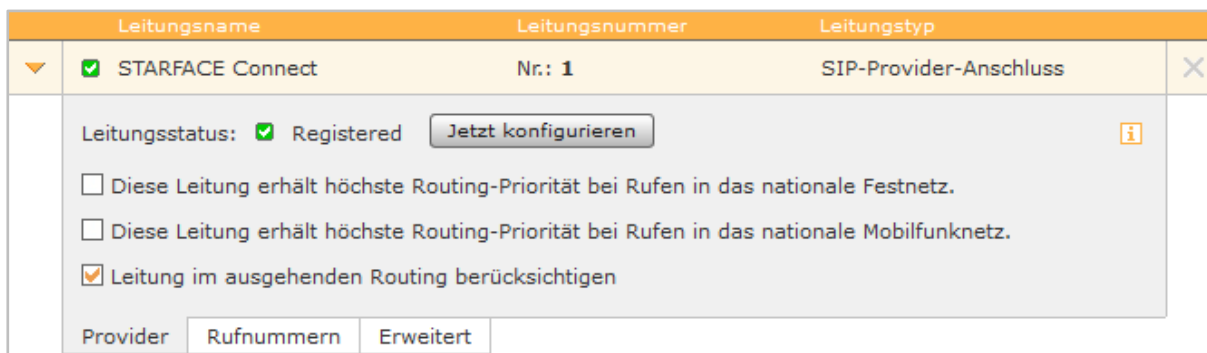 Leitungsname Leitungsnummer Leitungstyp
STARFACE Connect Nr.: 1 SIP-Provider-Anschluss
Leitungsstatus: Registered Jetzt konfigurieren
Diese Leitung erhält höchste Routing-Priorität bei Rufen in das nationale Festnetz.
Diese Leitung erhält höchste Routing-Priorität bei Rufen in das nationale Mobilfunknetz.
Leitung im ausgehenden Routing berücksichtigen
Provider Rufnummern Erweitert